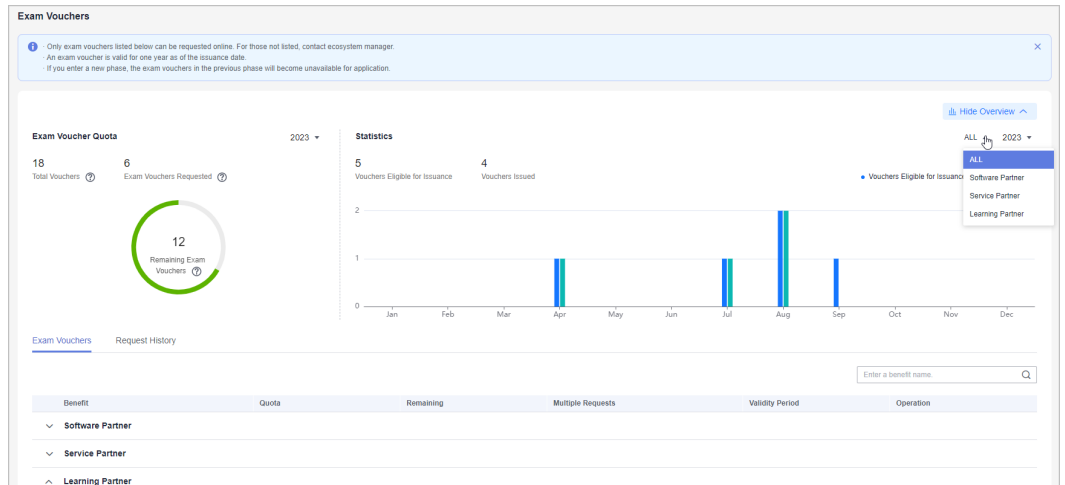 Exam Vouchers
· Only exam vouchers listed below can be requested online. For those not listed, contact ecosystem manager.
· An exam voucher is valid for one year as of the issuance date.
· If you enter a new phase, the exam vouchers in the previous phase will become unavailable for application.
Hide Overview
Exam Voucher Quota
2023
Statistics
ALL
2023
18
Total Vouchers
6
Exam Vouchers Requested
5
Vouchers Eligible for Issuance
4
Vouchers Issued
Vouchers Eligible for Issuance
ALL
Software Partner
Service Partner
Learning Partner
12
Remaining Exam
Vouchers
2
1
0
Jan Feb Mar Apr May Jun Jul Aug Sep Oct Nov Dec
Exam Vouchers Request History
Enter a benefit name.
Benefit Quota Remaining Multiple Requests Validity Period Operation
Software Partner
Service Partner
Learning Partner